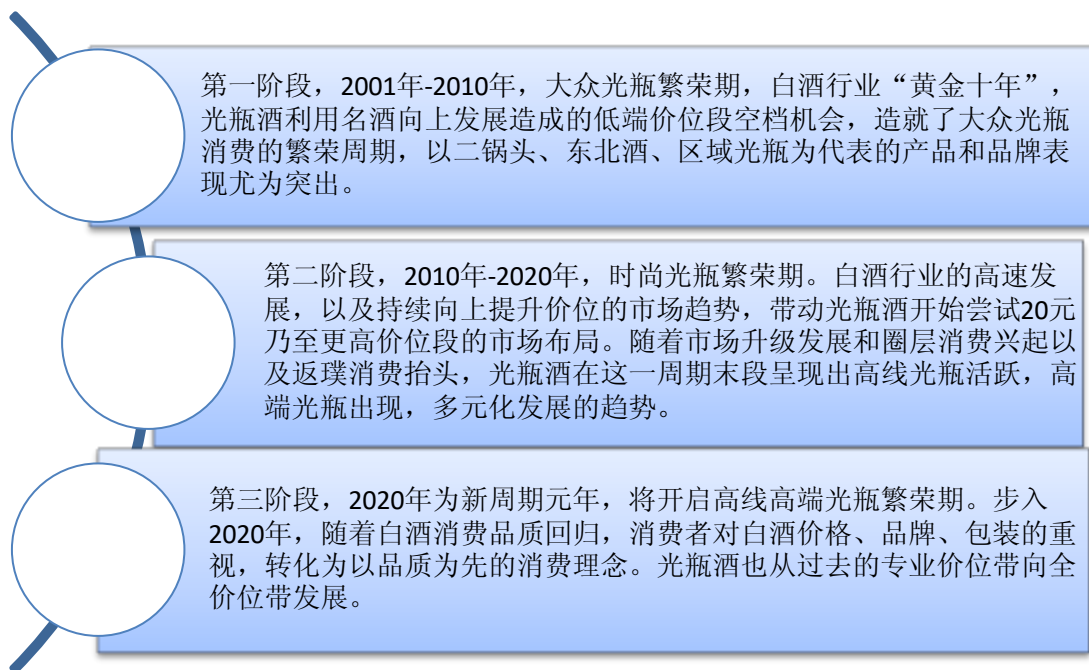 第一阶段，2001年-2010年，大众光瓶繁荣期，白酒行业“黄金十年”，
光瓶酒利用名酒向上发展造成的低端价位段空档机会，造就了大众光瓶
消费的繁荣周期，以二锅头、东北酒、区域光瓶为代表的产品和品牌表
现尤为突出。
第二阶段，2010年-2020年，时尚光瓶繁荣期。白酒行业的高速发
展，以及持续向上提升价位的市场趋势，带动光瓶酒开始尝试20元
乃至更高价位段的市场布局。随着市场升级发展和圈层消费兴起以
及返璞消费抬头，光瓶酒在这一周期末段呈现出高线光瓶活跃，高
端光瓶出现，多元化发展的趋势。
第三阶段，2020年为新周期元年，将开启高线高端光瓶繁荣期。步入
2020年，随着白酒消费品质回归，消费者对白酒价格、品牌、包装的重
视，转化为以品质为先的消费理念。光瓶酒也从过去的专业价位带向全
价位带发展。